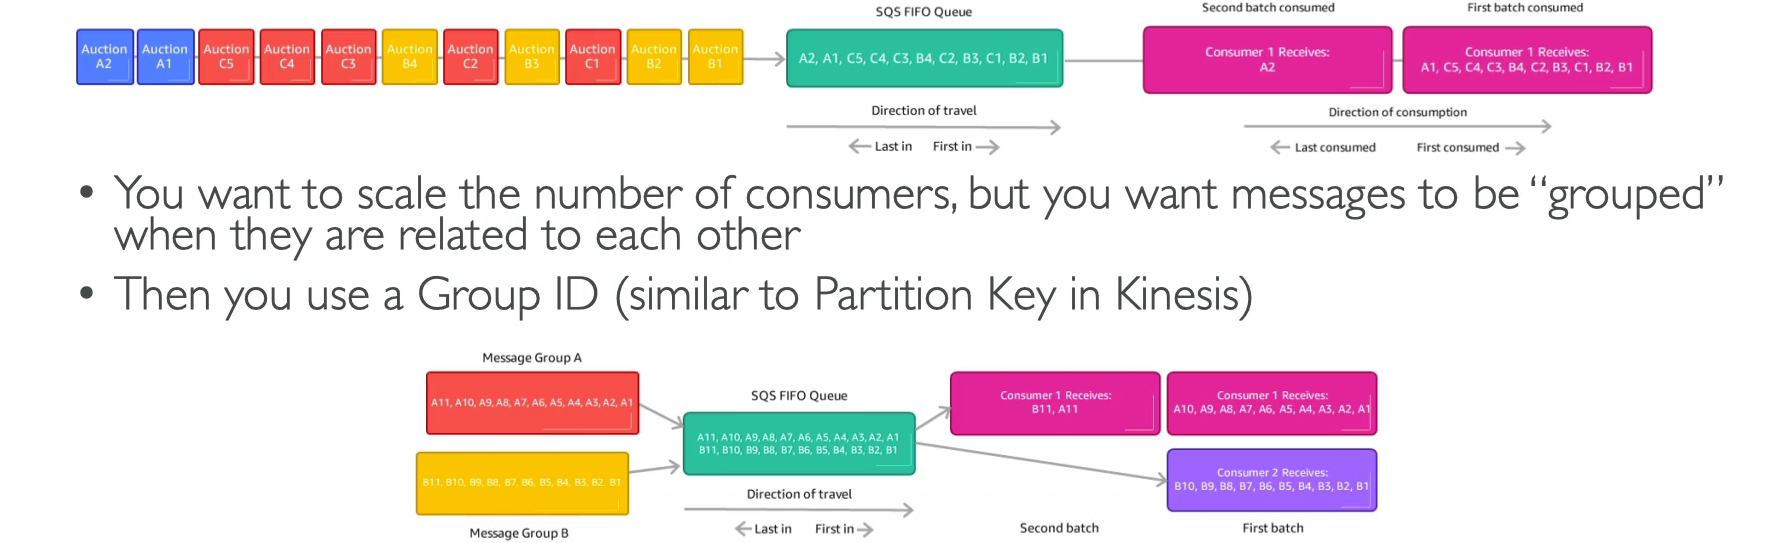 SQS FIFO Queue
Second batch consumed
First batch consumed
Auction A2
Auction A1
Auction C5
Auction C4
Auction C3
Auction B4
Auction C2
Auction B3
Auction C1
Auction B2
Auction B1
A2, A1, C5, C4, C3, B4, C2, B3, C1, B2, B1
Consumer 1 Receives:
A2
Consumer 1 Receives:
A1, C5, C4, C3, B4, C2, B3, C1, B2, B1
Direction of travel
Last in
First in
Direction of consumption
Last consumed
First consumed
• You want to scale the number of consumers, but you want messages to be “grouped”
when they are related to each other
• Then you use a Group ID (similar to Partition Key in Kinesis)
Message Group A
A11, A10, A9, A8, A7, A6, A5, A4, A3, A2, A1
B11, B10, B9, B8, B7, B6, B5, B4, B3, B2, B1
Message Group B
SQS FIFO Queue
A11, A10, A9, A8, A7, A6, A5, A4, A3, A2, A1
B11, B10, B9, B8, B7, B6, B5, B4, B3, B2, B1
Direction of travel
Last in
First in
Consumer 1 Receives:
B11, A11
Consumer 1 Receives:
A10, A9, A8, A7, A6, A5, A4, A3, A2, A1
Consumer 2 Receives:
B10, B9, B8, B7, B6, B5, B4, B3, B2, B1
Second batch
First batch